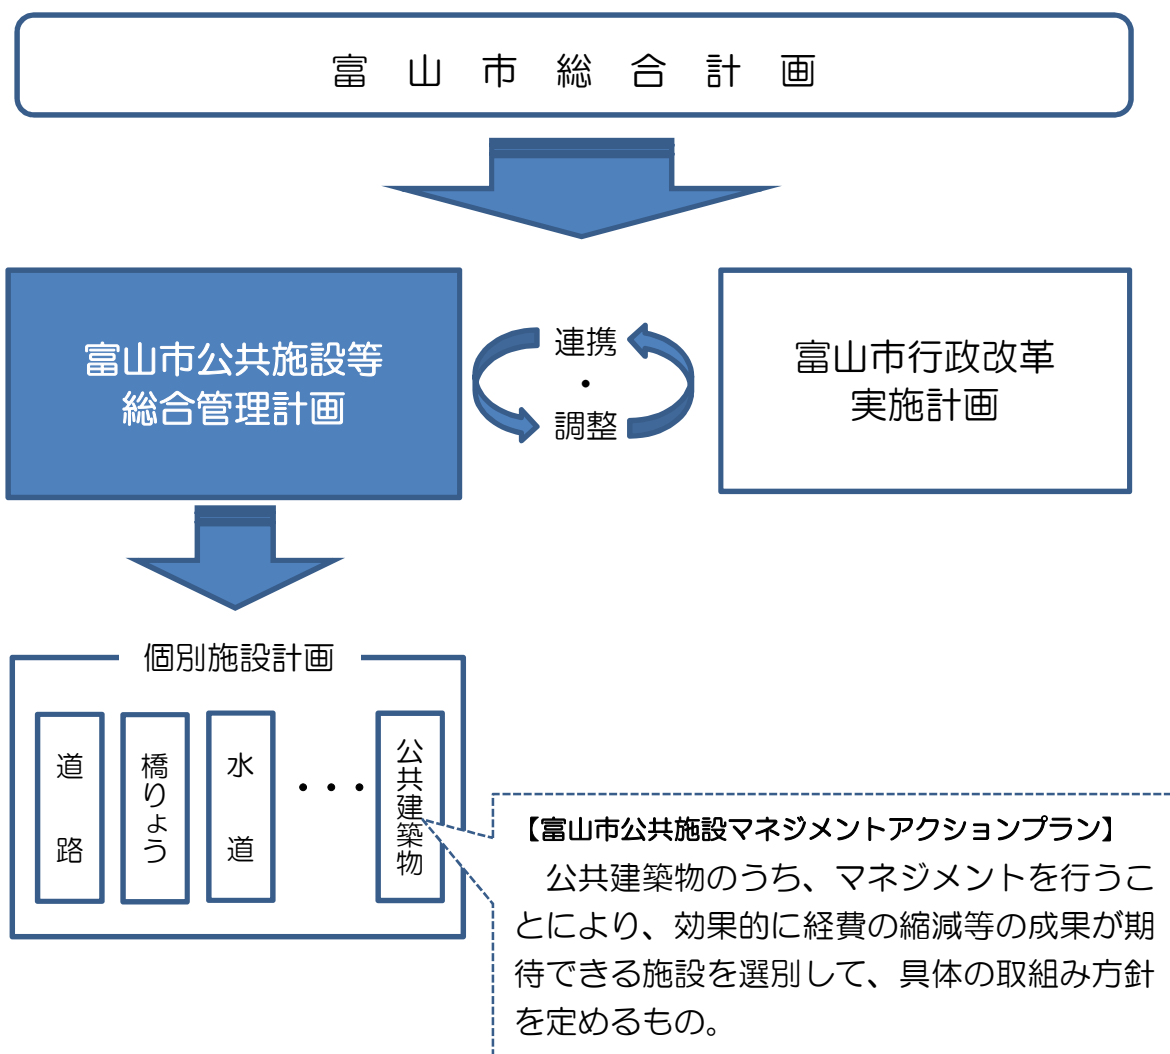 富山市総合計画
富山市公共施設等
総合管理計画
連携
・
調整
富山市行政改革
実施計画
個別施設計画
道路
橋りょう
水道
・・・
公共建築物
【富山市公共施設マネジメントアクションプラン】
公共建築物のうち、マネジメントを行うこ
とにより、効果的に経費の縮減等の成果が期
待できる施設を選別して、具体の取組み方針
を定めるもの。